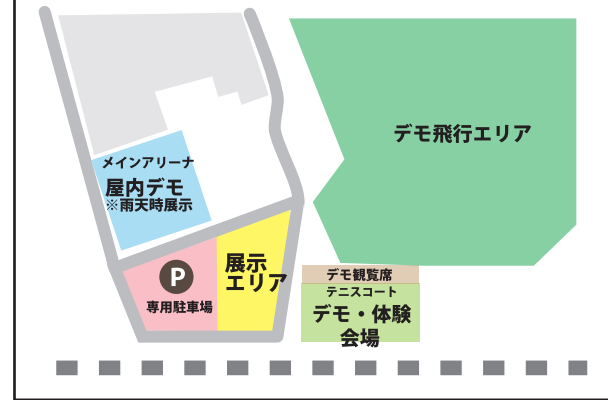 デモ飛行エリア
メインアリーナ
屋内デモ
※雨天時展示
展示
エリア
P
専用駐車場
デモ観覧席
テニスコート
デモ・体験
会場